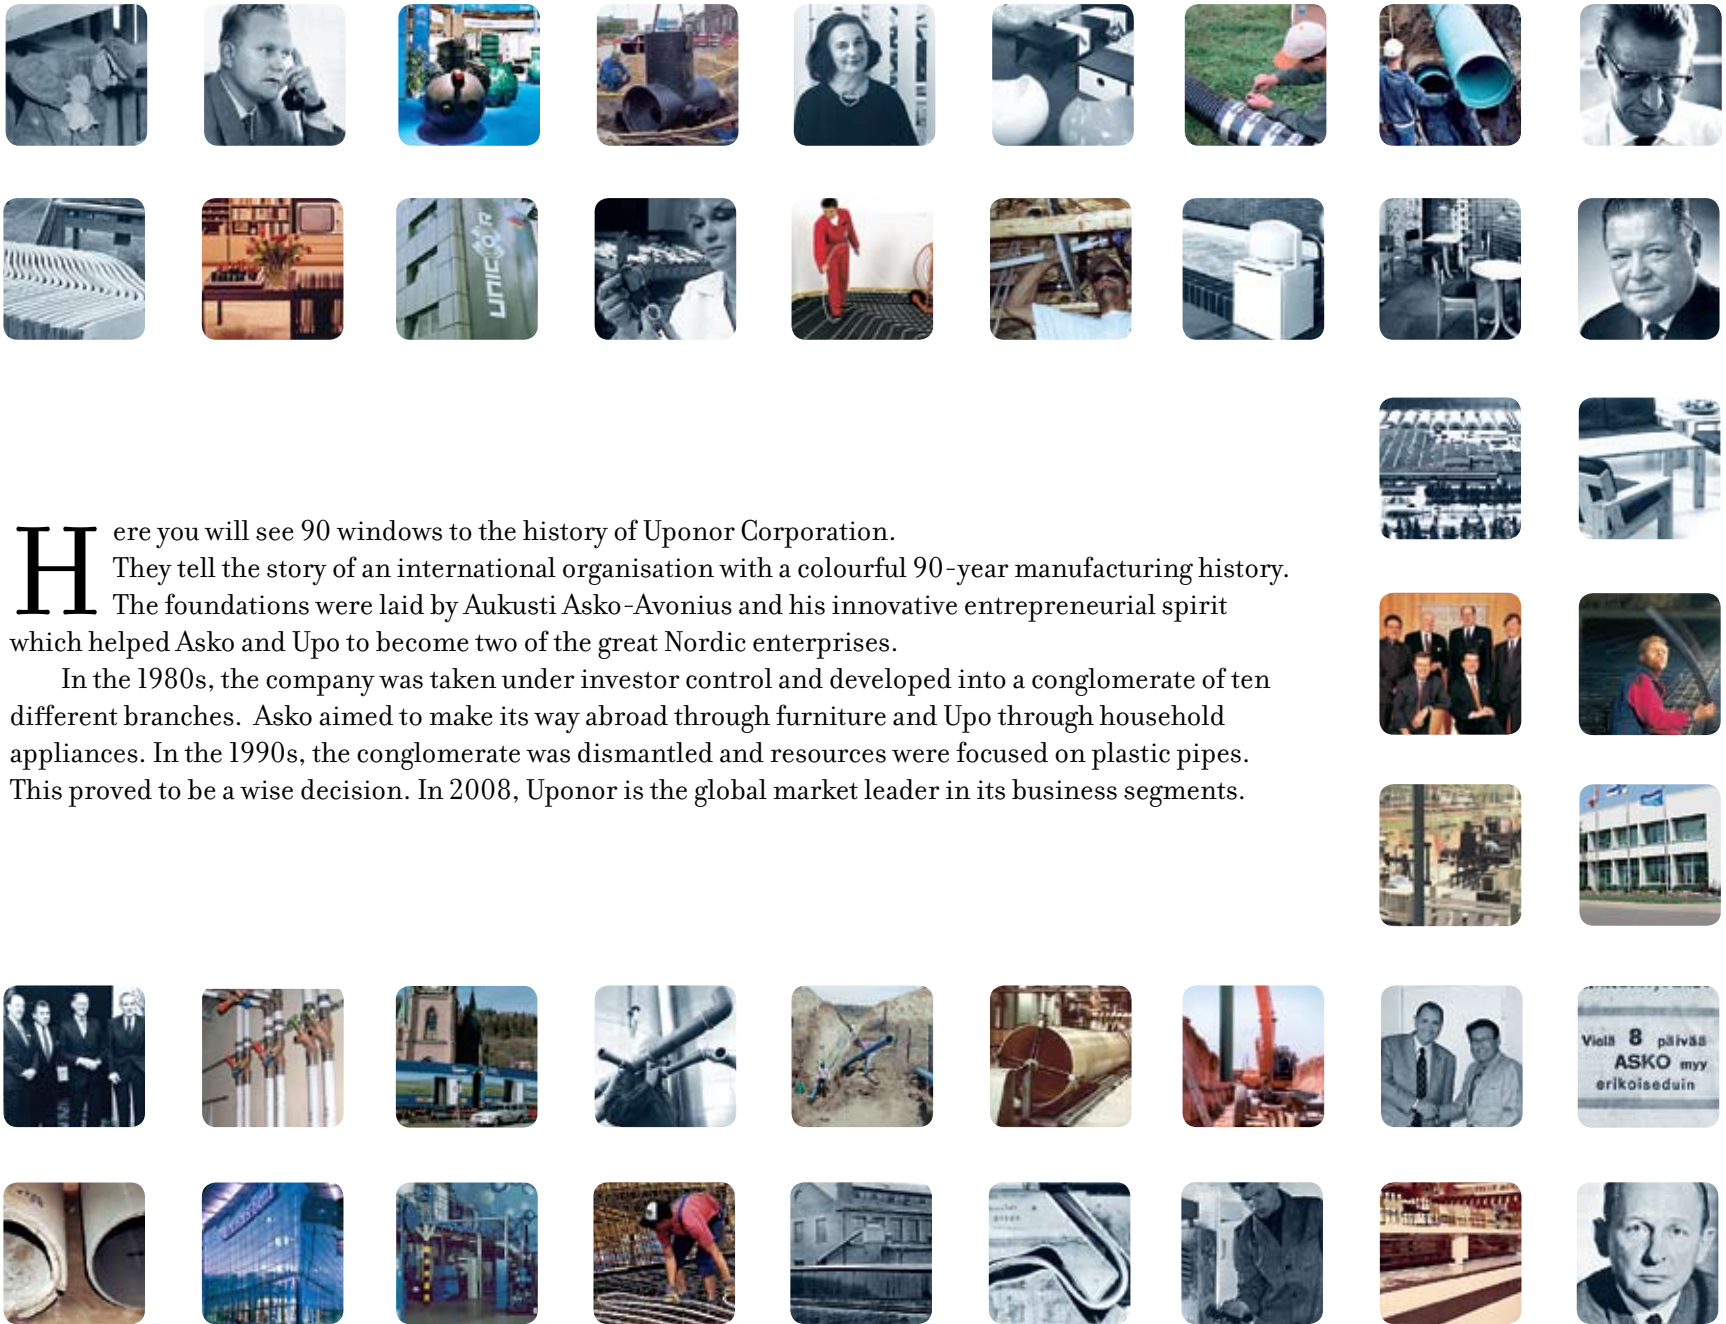 UNICOR
Here you will see 90 windows to the history of Uponor Corporation.
They tell the story of an international organisation with a colourful 90-year manufacturing history.
The foundations were laid by Aukusti Asko-Avonius and his innovative entrepreneurial spirit
which helped Asko and Upo to become two of the great Nordic enterprises.
In the 1980s, the company was taken under investor control and developed into a conglomerate of ten
different branches. Asko aimed to make its way abroad through furniture and Upo through household
appliances. In the 1990s, the conglomerate was dismantled and resources were focused on plastic pipes.
This proved to be a wise decision. In 2008, Uponor is the global market leader in its business segments.
Vielä 8 päivää
ASKO myy
erikoiseduin